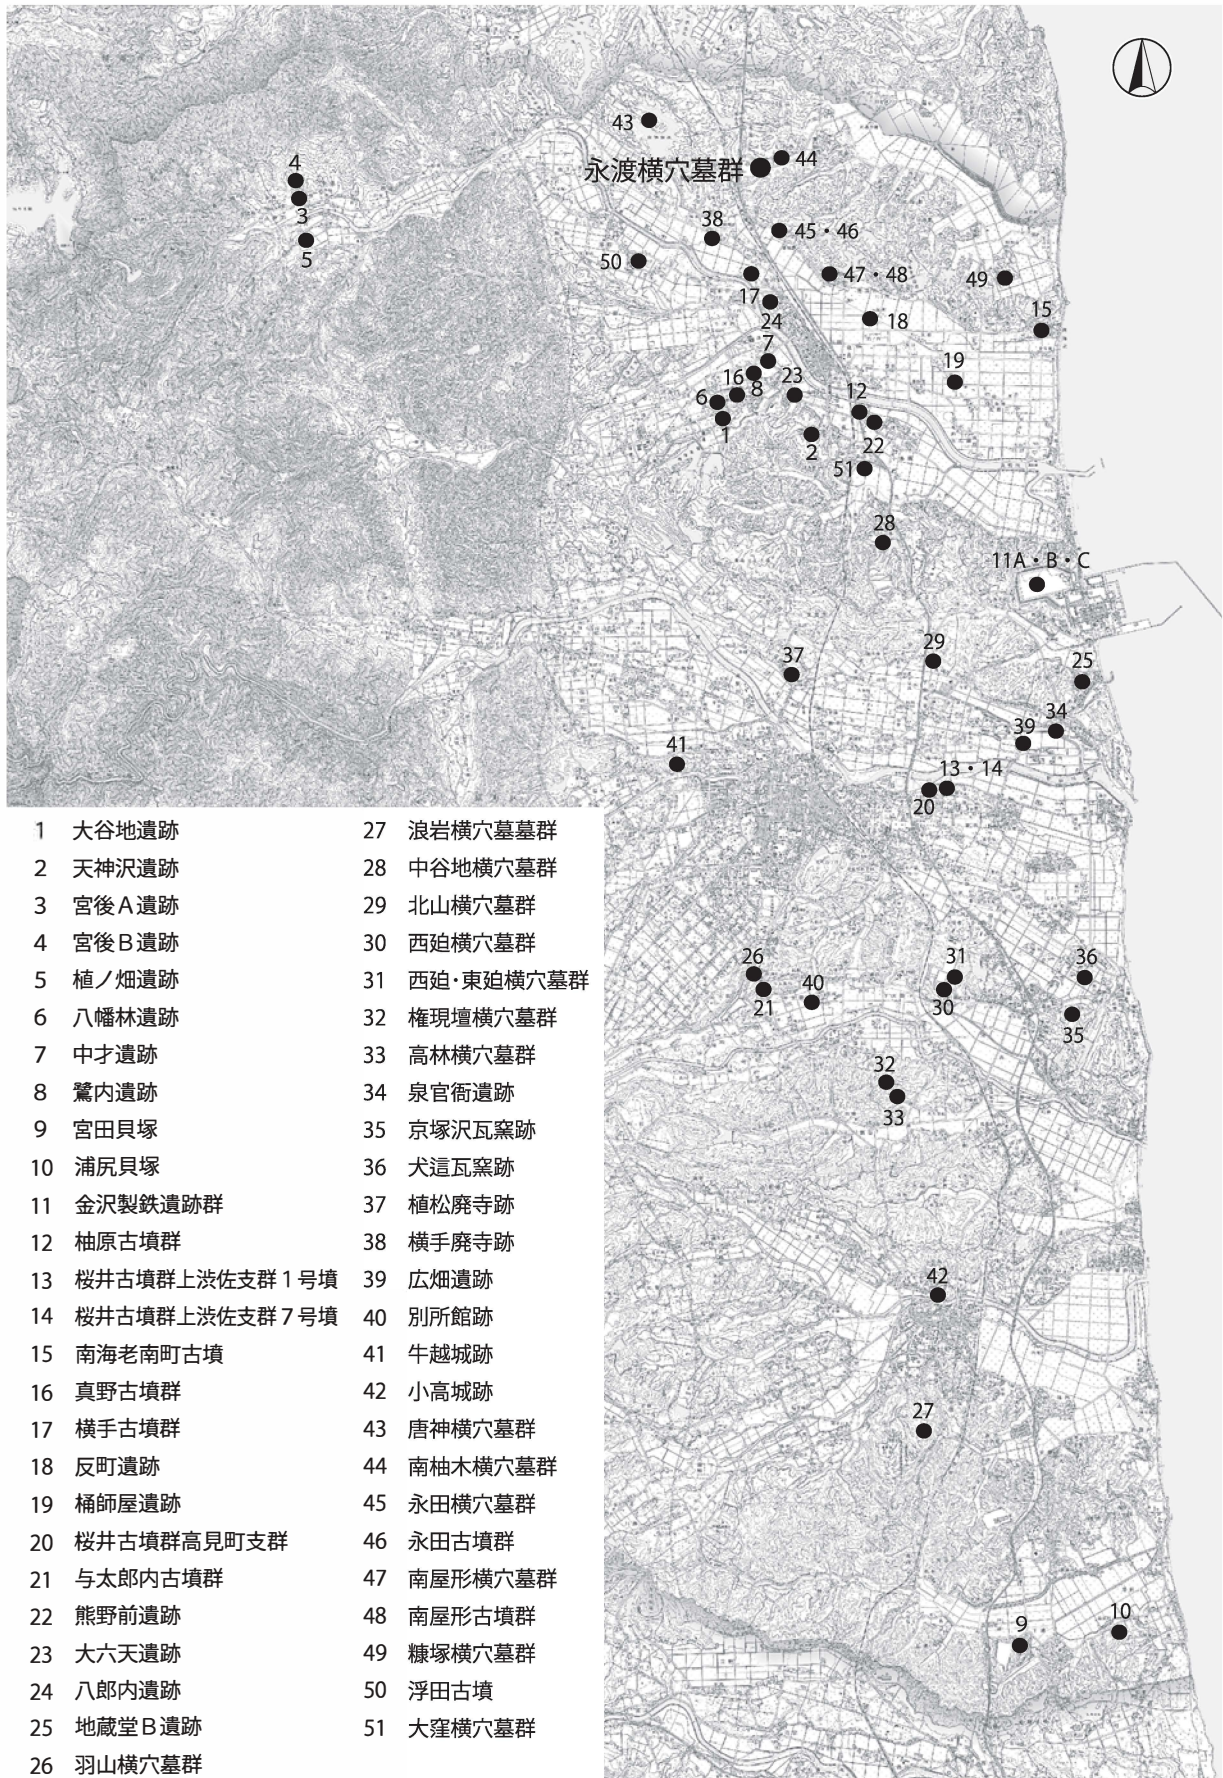 43
永渡横穴墓群
44
4
3
5
38
45・46
50
47・48
49
17
24
18
15
7
19
16
8
23
6
12
1
2
22
51
28
11A・B・C
29
37
25
34
39
41
13・14
20
26
21
40
31
30
36
35
32
33
42
27
9
10
1 大谷地遺跡
2 天神沢遺跡
3 宮後A遺跡
4 宮後B遺跡
5 植ノ畑遺跡
6 八幡林遺跡
7 中才遺跡
8 鷺内遺跡
9 宮田貝塚
10 浦尻貝塚
11 金沢製鉄遺跡群
12 柚原古墳群
13 桜井古墳群上渋佐支群1号墳
14 桜井古墳群上渋佐支群7号墳
15 南海老南町古墳
16 真野古墳群
17 横手古墳群
18 反町遺跡
19 桶師屋遺跡
20 桜井古墳群高見町支群
21 与太郎内古墳群
22 熊野前遺跡
23 大六天遺跡
24 八郎内遺跡
25 地蔵堂B遺跡
26 羽山横穴墓群
27 浪岩横穴墓墓群
28 中谷地横穴墓群
29 北山横穴墓群
30 西廹横穴墓群
31 西廹・東廹横穴墓群
32 権現壇横穴墓群
33 高林横穴墓群
34 泉官衙遺跡
35 京塚沢瓦窯跡
36 犬這瓦窯跡
37 植松廃寺跡
38 横手廃寺跡
39 広畑遺跡
40 別所館跡
41 牛越城跡
42 小高城跡
43 唐神横穴墓群
44 南柚木横穴墓群
45 永田横穴墓群
46 永田古墳群
47 南屋形横穴墓群
48 南屋形古墳群
49 糠塚横穴墓群
50 浮田古墳
51 大窪横穴墓群